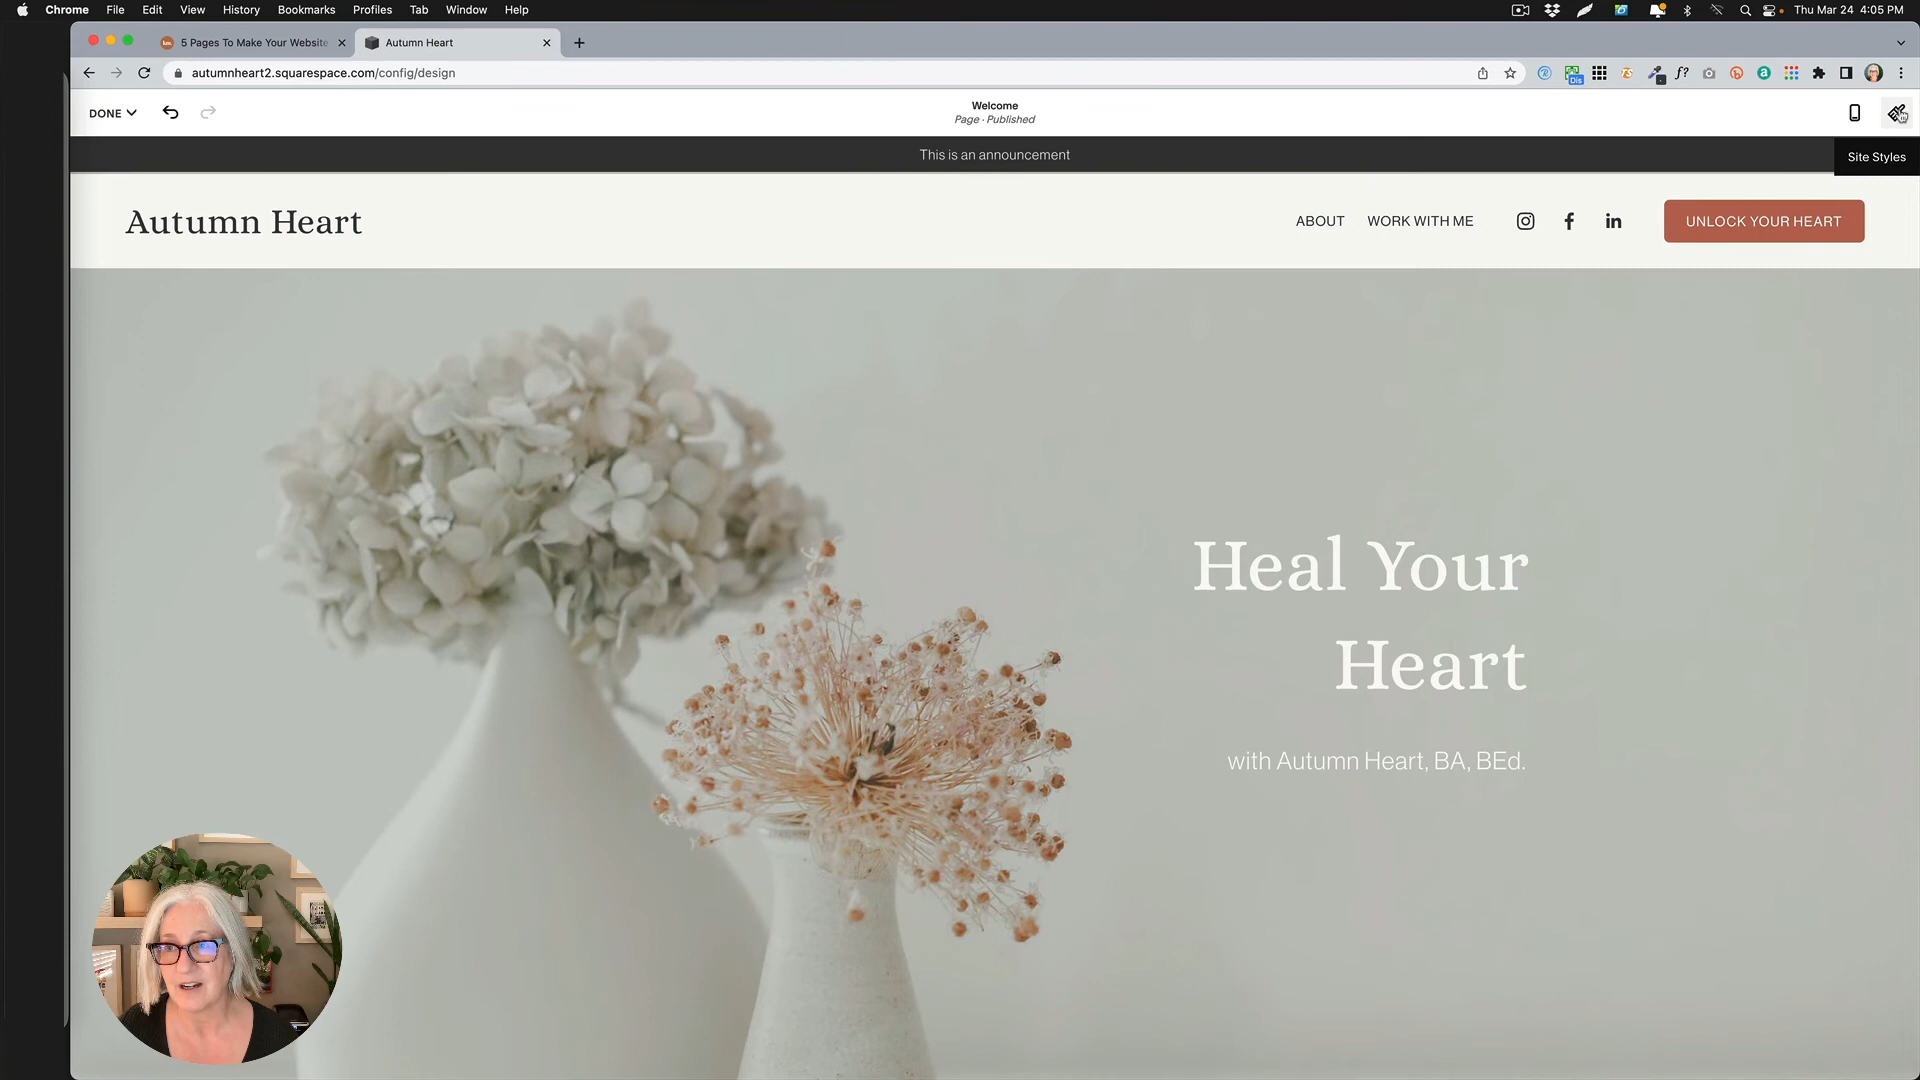 Chrome File Edit View History Bookmarks Profiles Tab Window Help Thu Mar 24 4:05 PM
5 Pages To Make Your Website
Autumn Heart
autumnheart2.squarespace.com/config/design
Dis
f?
DONE
Welcome
Page · Published
This is an announcement
Site Styles
Autumn Heart
ABOUT WORK WITH ME
in
UNLOCK YOUR HEART
Heal Your
Heart
with Autumn Heart, BA, BEd.